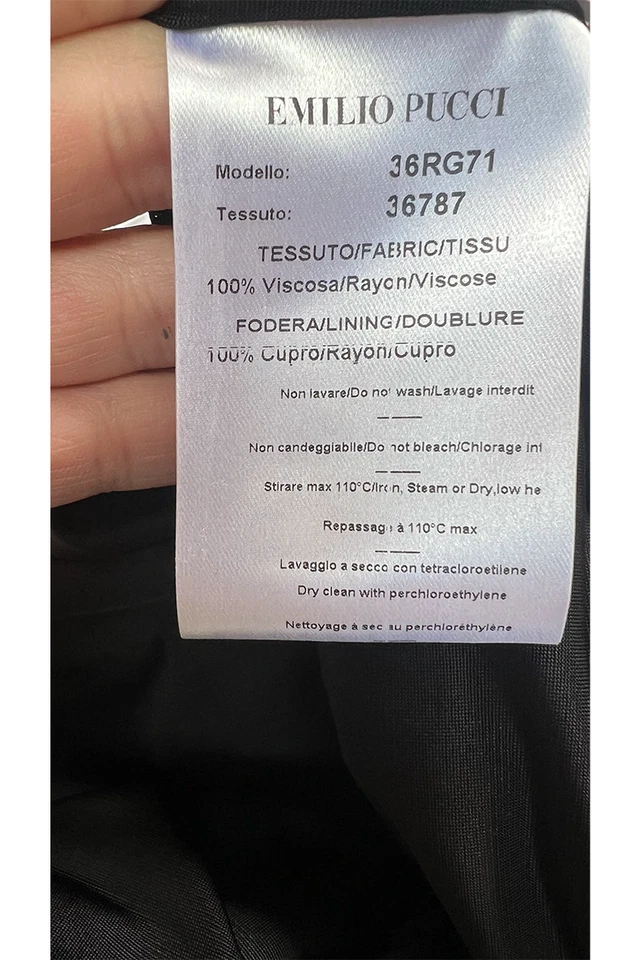 EMILIO PUCCI
Modello: 36RG71
Tessuto: 36787
TESSUTO/FABRIC/TISSU
100% Viscosa/Rayon/Viscose
FODERA/LINING/DOUBLURE
100% Cupro/Rayon/Cupro
Non lavare/Do not wash/Lavage interdit
Non candeggiabile/Do not bleach/Chlorage int
Stirare max 110°C/Iron, Steam or Dry,low he
Repassage à 110°C max
Lavaggio a secco con tetracloroetilene
Dry clean with perchloroethylene
Nettoyage à sec au perchloréthylène